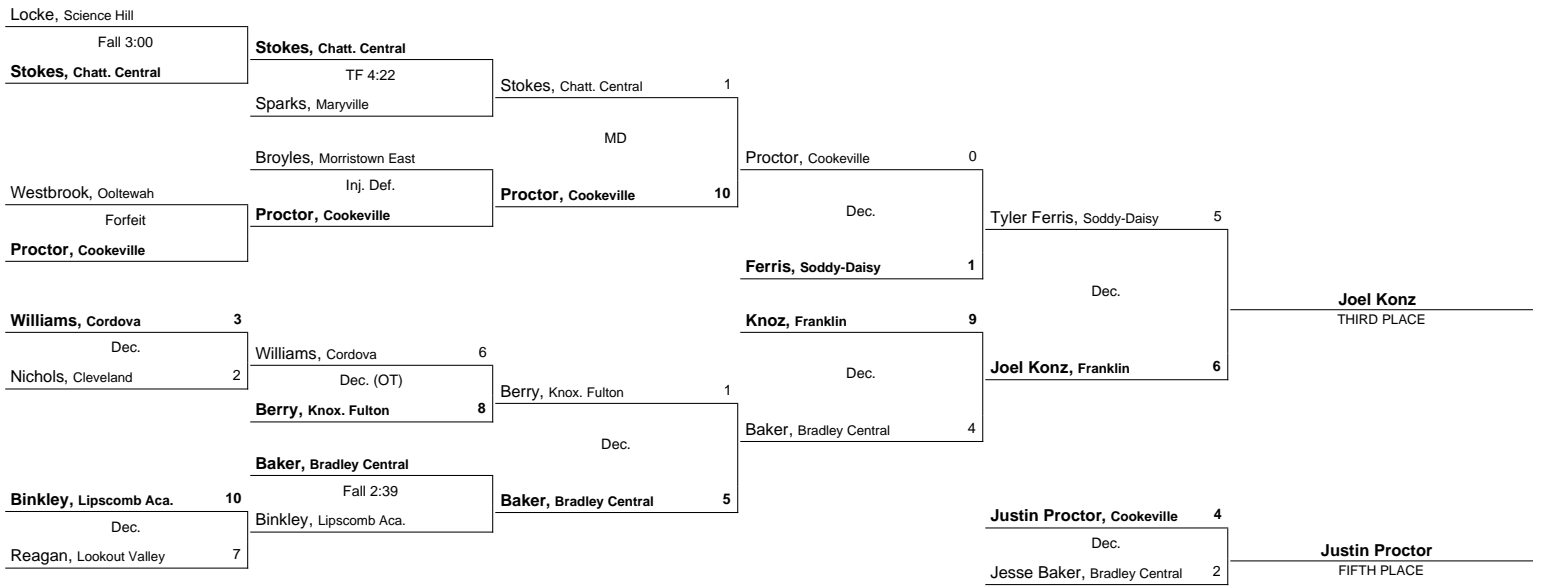 Locke, Science Hill
Fall 3:00
Stokes, Chatt. Central
Westbrook, Ooltewah
Forfeit
Proctor, Cookeville
Williams, Cordova 3
Dec.
Nichols, Cleveland 2
Binkley, Lipscomb Aca. 10
Dec.
Reagan, Lookout Valley 7
Stokes, Chatt. Central
TF 4:22
Sparks, Maryville
Broyles, Morristown East
Inj. Def.
Proctor, Cookeville
Williams, Cordova 6
Dec. (OT)
Berry, Knox. Fulton 8
Baker, Bradley Central
Fall 2:39
Binkley, Lipscomb Aca.
Stokes, Chatt. Central 1
MD
Proctor, Cookeville 10
Berry, Knox. Fulton 1
Dec.
Baker, Bradley Central 5
Proctor, Cookeville 0
Dec.
Ferris, Soddy-Daisy 1
Knoz, Franklin 9
Dec.
Baker, Bradley Central 4
Tyler Ferris, Soddy-Daisy 5
Dec.
Joel Konz, Franklin 6
Joel Konz
THIRD PLACE
Justin Proctor, Cookeville 4
Dec.
Jesse Baker, Bradley Central 2
Justin Proctor
FIFTH PLACE